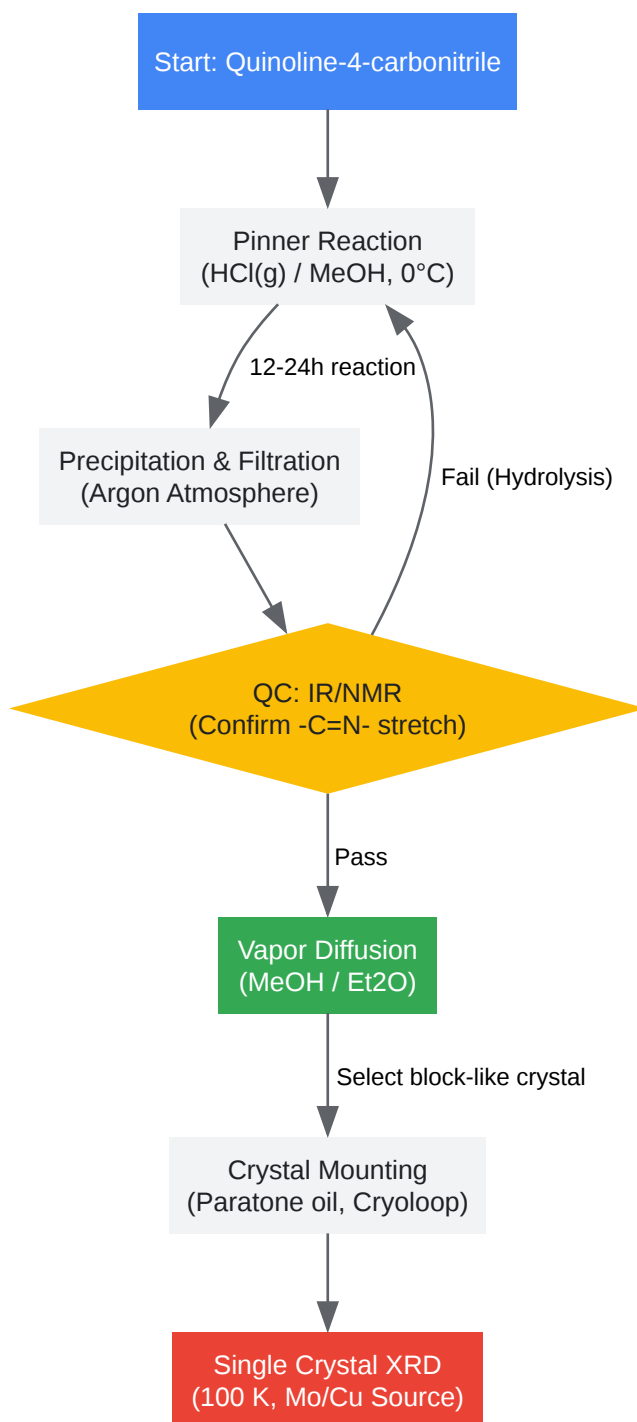 Start: Quinoline-4-carbonitrile
Pinner Reaction
(HCl(g) / MeOH, 0°C)
12-24h reaction
Precipitation & Filtration
(Argon Atmosphere)
Fail (Hydrolysis)
QC: IR/NMR
(Confirm -C=N- stretch)
Pass
Vapor Diffusion
(MeOH / Et2O)
Select block-like crystal
Crystal Mounting
(Paratone oil, Cryoloop)
Single Crystal XRD
(100 K, Mo/Cu Source)